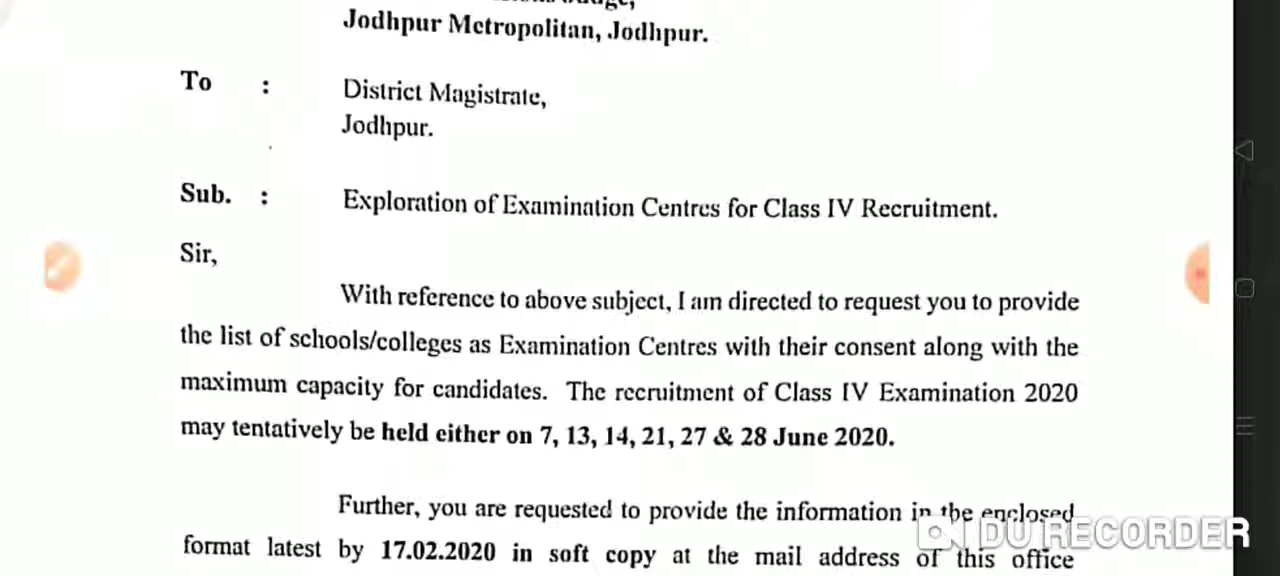 Jodhpur Metropolitan, Jodhpur.
To :
District Magistrate,
Jodhpur.
Sub. : Exploration of Examination Centres for Class IV Recruitment.
Sir,
With reference to above subject, I am directed to request you to provide
the list of schools/colleges as Examination Centres with their consent along with the
maximum capacity for candidates. The recruitment of Class IV Examination 2020
may tentatively be held either on 7, 13, 14, 21, 27 & 28 June 2020.
Further, you are requested to provide the information in the enclosed
format latest by 17.02.2020 in soft copy at the mail address of this office
DU RECORDER